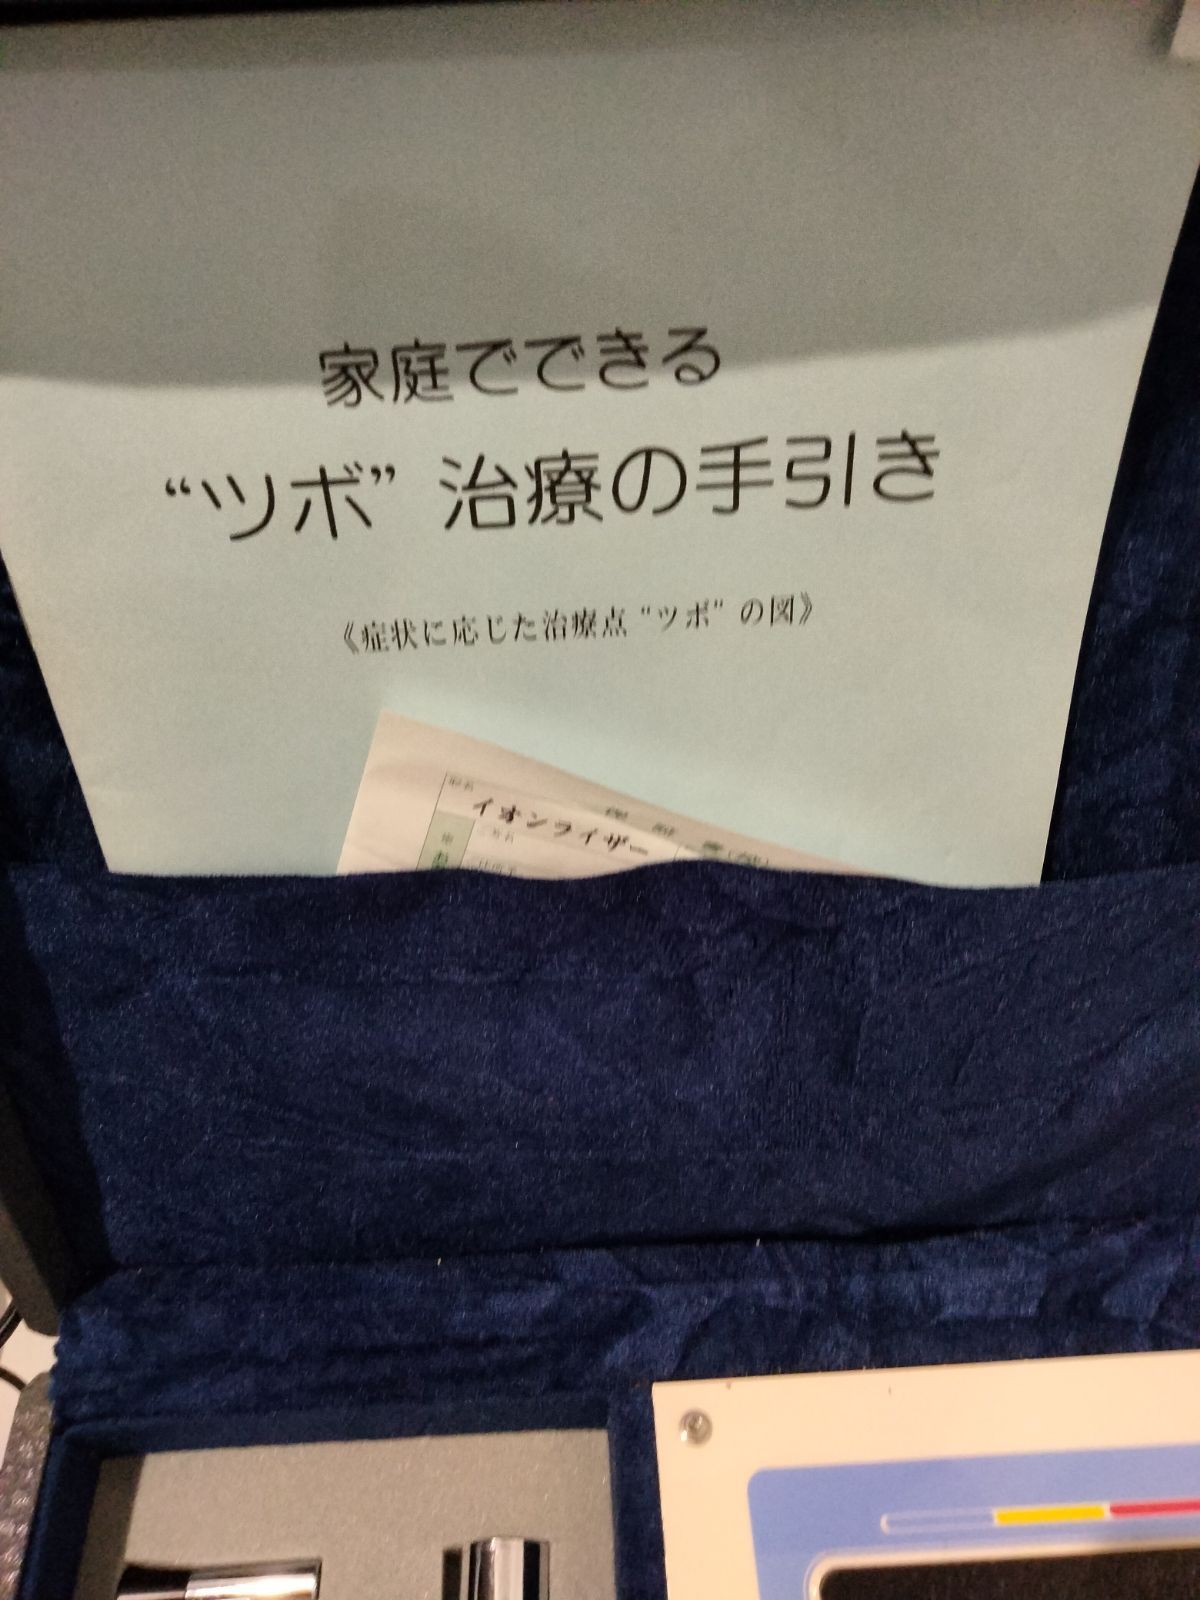 家庭でできる
“ツボ”治療の手引き
《症状に応じた治療点“ツボ”の図》
イオンライザー